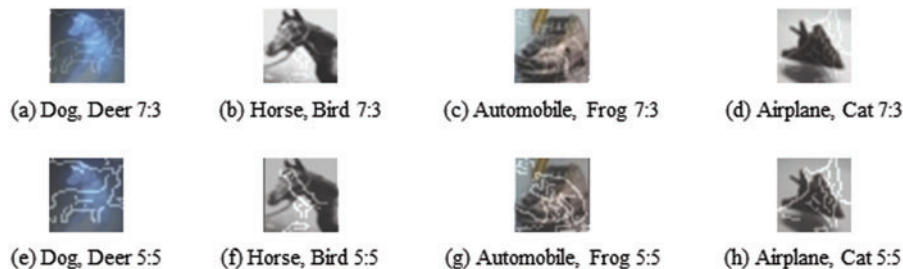 (a) Dog, Deer 7:3 (b) Horse, Bird 7:3 (c) Automobile, Frog 7:3 (d) Airplane, Cat 7:3
(e) Dog, Deer 5:5 (f) Horse, Bird 5:5 (g) Automobile, Frog 5:5 (h) Airplane, Cat 5:5